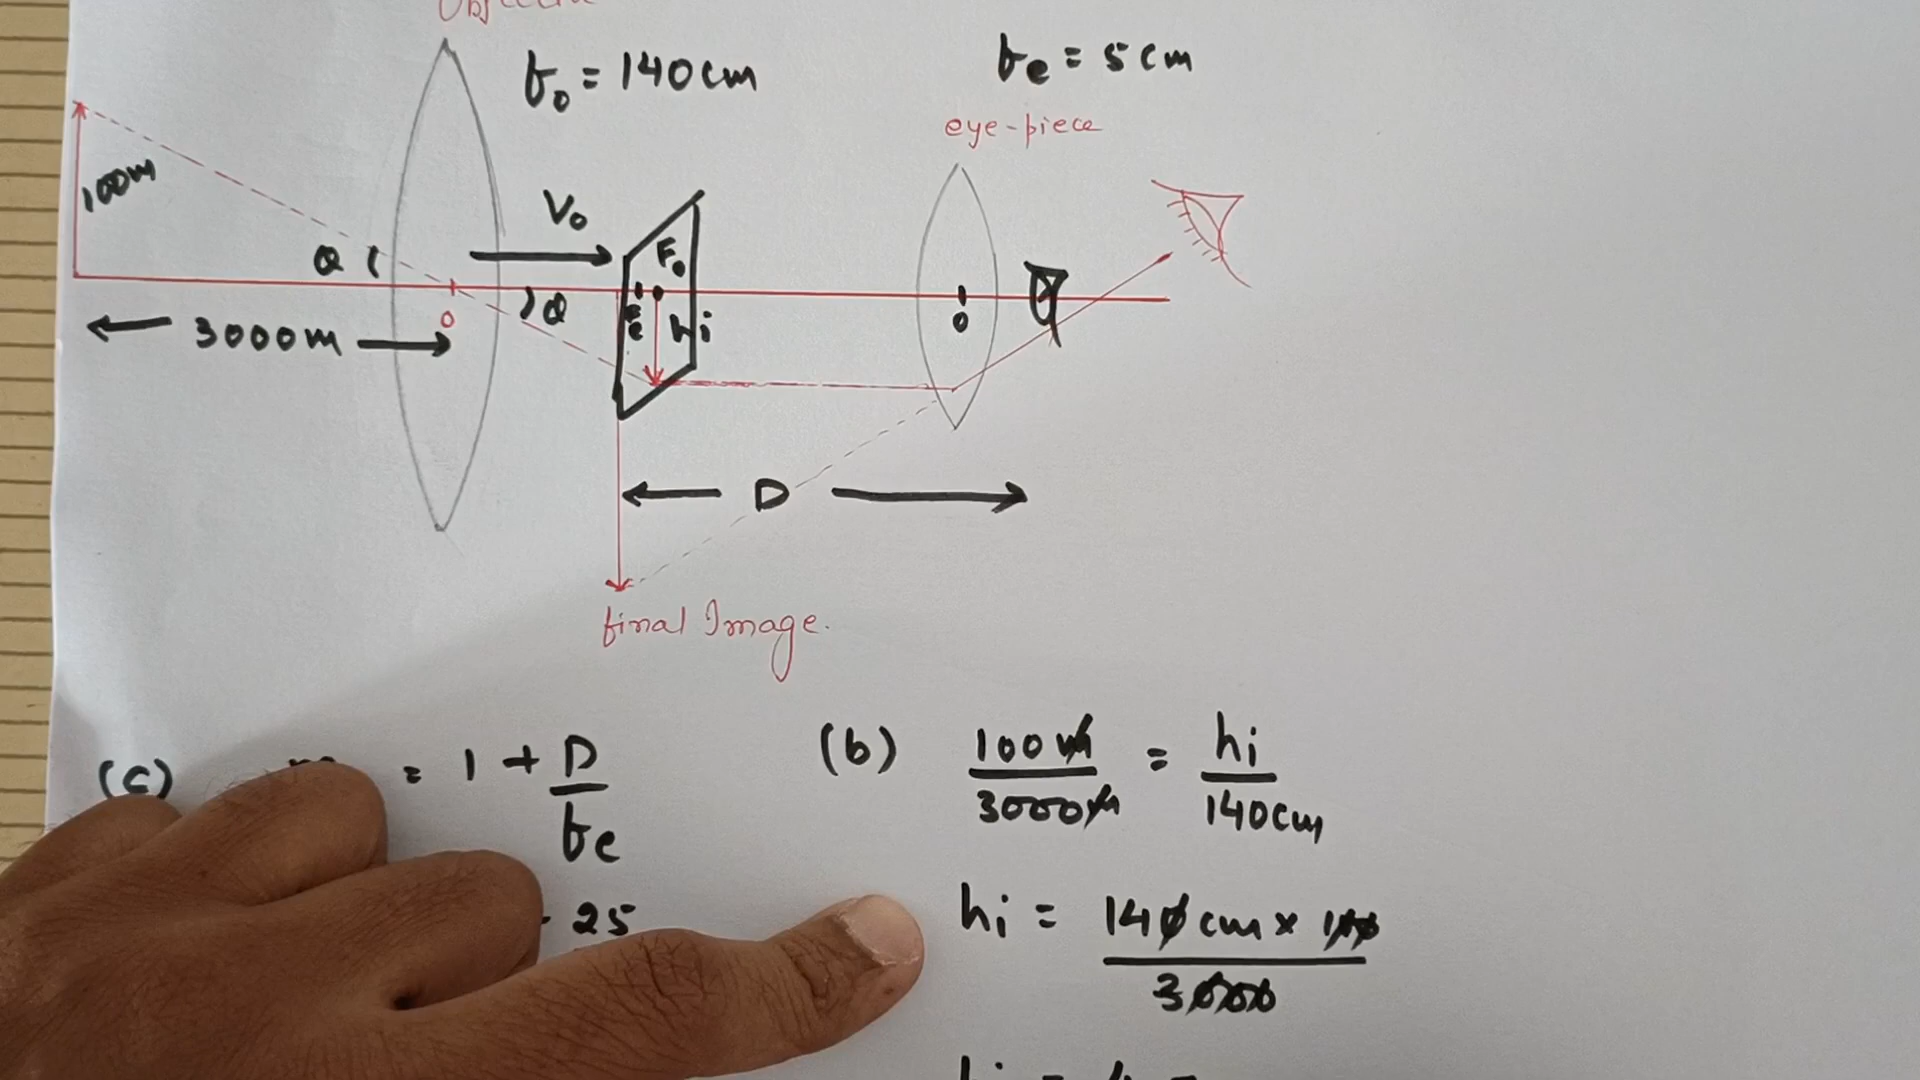 fo = 140cm
fe = 5cm
eye-piece
100m
Vo
Fo
Q
Q
Fe
hi
3000m
O
O
D
final Image.
(c) = 1 + D/fe
25
(b) 100m/3000m = hi/140cm
hi = 140cm × 100/3000